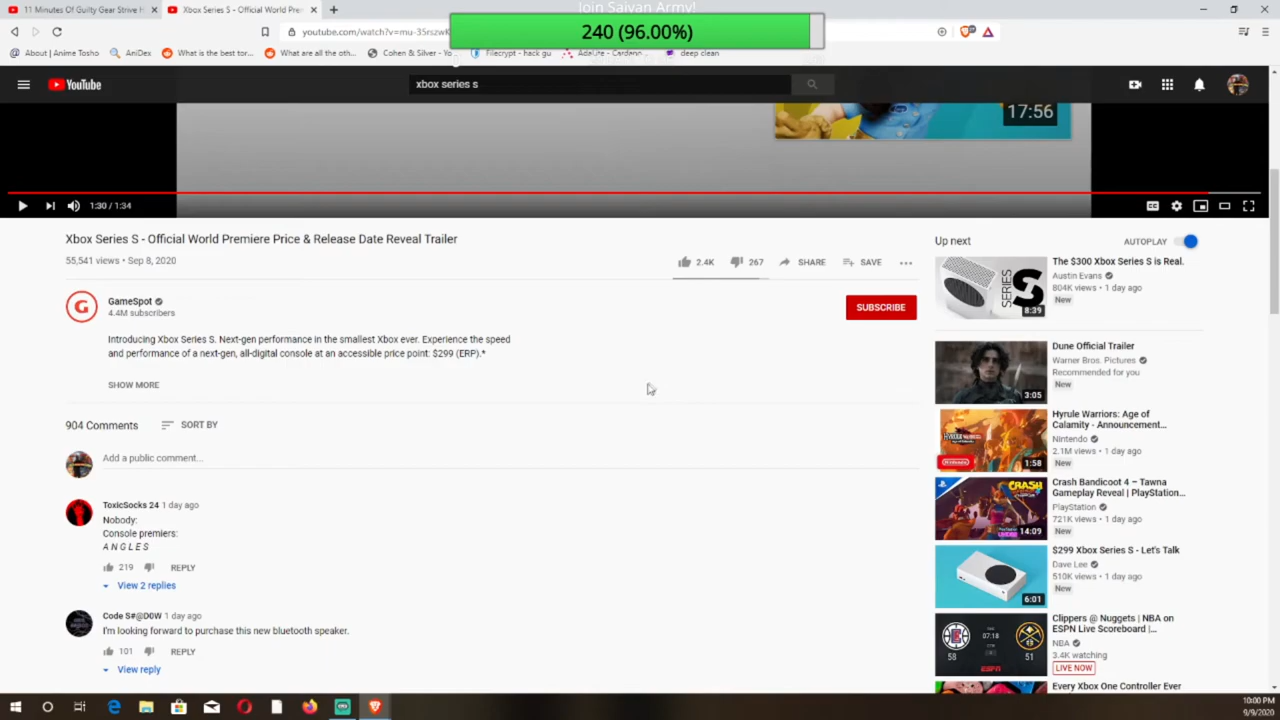 Join Saiyan Army!
11 Minutes Of Guilty Gear Strive H
Xbox Series S - Official World Pre
240 (96.00%)
youtube.com/watch?v=mu-35rszwK
About | Anime Tosho
AniDex
What is the best tor...
What are all the oth...
Cohen & Silver - Yo...
Filecrypt - hack gu
deep clean
YouTube
xbox series s
17:56
1:30 / 1:34
CC
Xbox Series S - Official World Premiere Price & Release Date Reveal Trailer
55,541 views • Sep 8, 2020
2.4K
267
SHARE
SAVE
G
GameSpot
4.4M subscribers
SUBSCRIBE
Introducing Xbox Series S. Next-gen performance in the smallest Xbox ever. Experience the speed
and performance of a next-gen, all-digital console at an accessible price point: $299 (ERP).*
SHOW MORE
904 Comments
SORT BY
Add a public comment...
ToxicSocks 24 1 day ago
Nobody:
Console premiers:
A N G L E S
219
REPLY
View 2 replies
Code S#@D0W 1 day ago
I'm looking forward to purchase this new bluetooth speaker.
101
REPLY
View reply
Up next
AUTOPLAY
SERIES
8:39
The $300 Xbox Series S is Real.
Austin Evans
804K views • 1 day ago
New
3:05
Dune Official Trailer
Warner Bros. Pictures
Recommended for you
New
HYRULE WARRIORS
Nintendo
1:58
Hyrule Warriors: Age of
Calamity - Announcement...
Nintendo
2.1M views • 1 day ago
New
CRASH
14:09
Crash Bandicoot 4 – Tawna
Gameplay Reveal | PlayStation...
PlayStation
721K views • 1 day ago
New
6:01
$299 Xbox Series S - Let's Talk
Dave Lee
510K views • 1 day ago
New
07:18
58
51
ESPN
Clippers @ Nuggets | NBA on
ESPN Live Scoreboard |...
NBA
3.4K watching
LIVE NOW
Every Xbox One Controller Ever
10:00 PM
9/9/2020